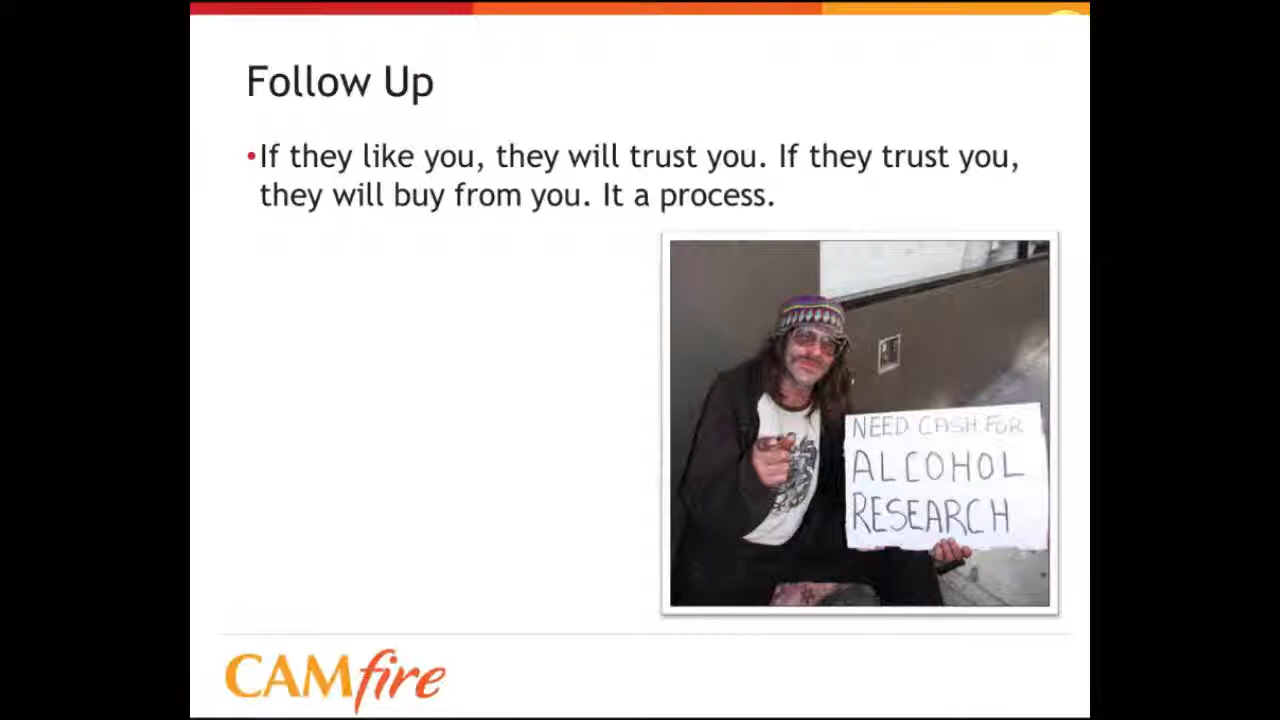 Follow Up
•If they like you, they will trust you. If they trust you,
they will buy from you. It a process.
NEED CASH FOR
ALCOHOL
RESEARCH
CAMfire